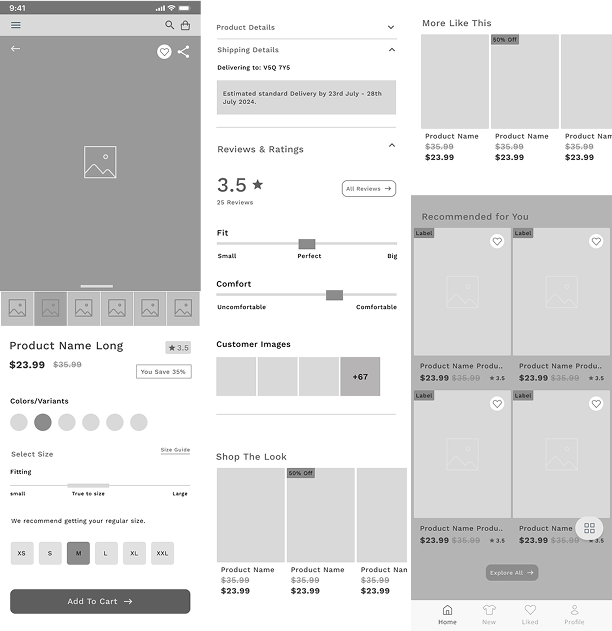 9:41
Product Name Long
★ 3.5
$23.99 $35.99
You Save 35%
Colors/Variants
Select Size
Size Guide
Fitting
small True to size Large
We recommend getting your regular size.
XS S M L XL XXL
Add To Cart →
Product Details
Shipping Details
Delivering to: V5Q 7Y5
Estimated standard Delivery by 23rd July - 28th
July 2024.
Reviews & Ratings
3.5 ★
25 Reviews
All Reviews →
Fit
Small Perfect Big
Comfort
Uncomfortable Comfortable
Customer Images
+67
Shop The Look
50% Off
Product Name Product Name Product Nan
$35.99 $35.99 $35.99
$23.99 $23.99 $23.99
More Like This
50% Off
Product Name Product Name Product Nam
$35.99 $35.99 $35.99
$23.99 $23.99 $23.99
Recommended for You
Label Label
Product Name Produ.. Product Name Produ..
$23.99 $35.99 ★ 3.5 $23.99 $35.99 ★ 3.5
Label Label
Product Name Produ.. Product Name
$23.99 $35.99 ★ 3.5 $23.99 $35.99 ★ 3.5
Explore All →
Home New Liked Profile